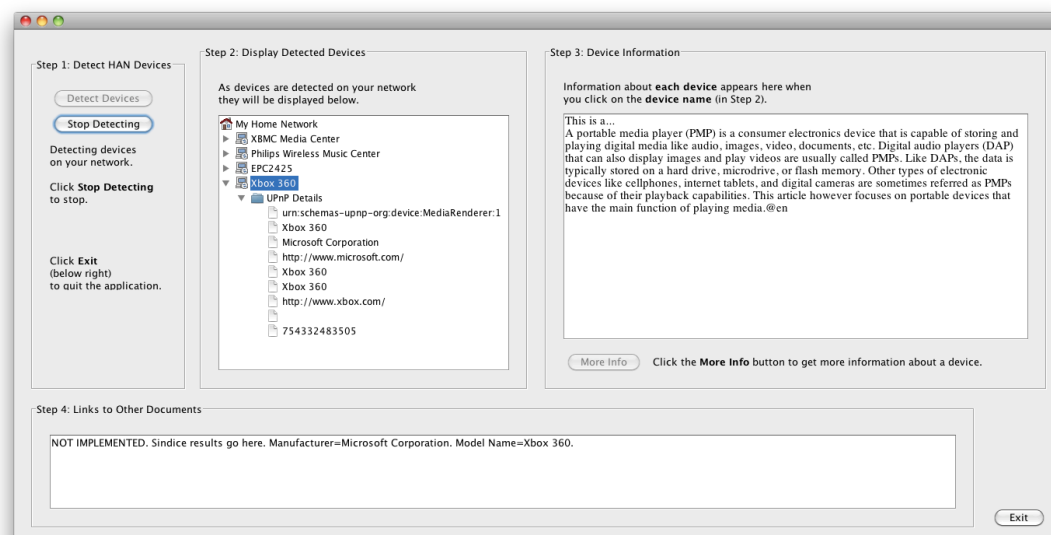 Step 1: Detect HAN Devices
Detect Devices
Stop Detecting
Detecting devices
on your network.
Click Stop Detecting
to stop.
Click Exit
(below right)
to quit the application.
Step 2: Display Detected Devices
As devices are detected on your network
they will be displayed below.
My Home Network
XBMC Media Center
Philips Wireless Music Center
EPC2425
Xbox 360
UPnP Details
urn:schemas-upnp-org:device:MediaRenderer:1
Xbox 360
Microsoft Corporation
http://www.microsoft.com/
Xbox 360
Xbox 360
http://www.xbox.com/
754332483505
Step 3: Device Information
Information about each device appears here when
you click on the device name (in Step 2).
This is a...
A portable media player (PMP) is a consumer electronics device that is capable of storing and
playing digital media like audio, images, video, documents, etc. Digital audio players (DAP)
that can also display images and play videos are usually called PMPs. Like DAPs, the data is
typically stored on a hard drive, microdrive, or flash memory. Other types of electronic
devices like cellphones, internet tablets, and digital cameras are sometimes referred as PMPs
because of their playback capabilities. This article however focuses on portable devices that
have the main function of playing media.@en
More Info
Click the More Info button to get more information about a device.
Step 4: Links to Other Documents
NOT IMPLEMENTED. Sindice results go here. Manufacturer=Microsoft Corporation. Model Name=Xbox 360.
Exit